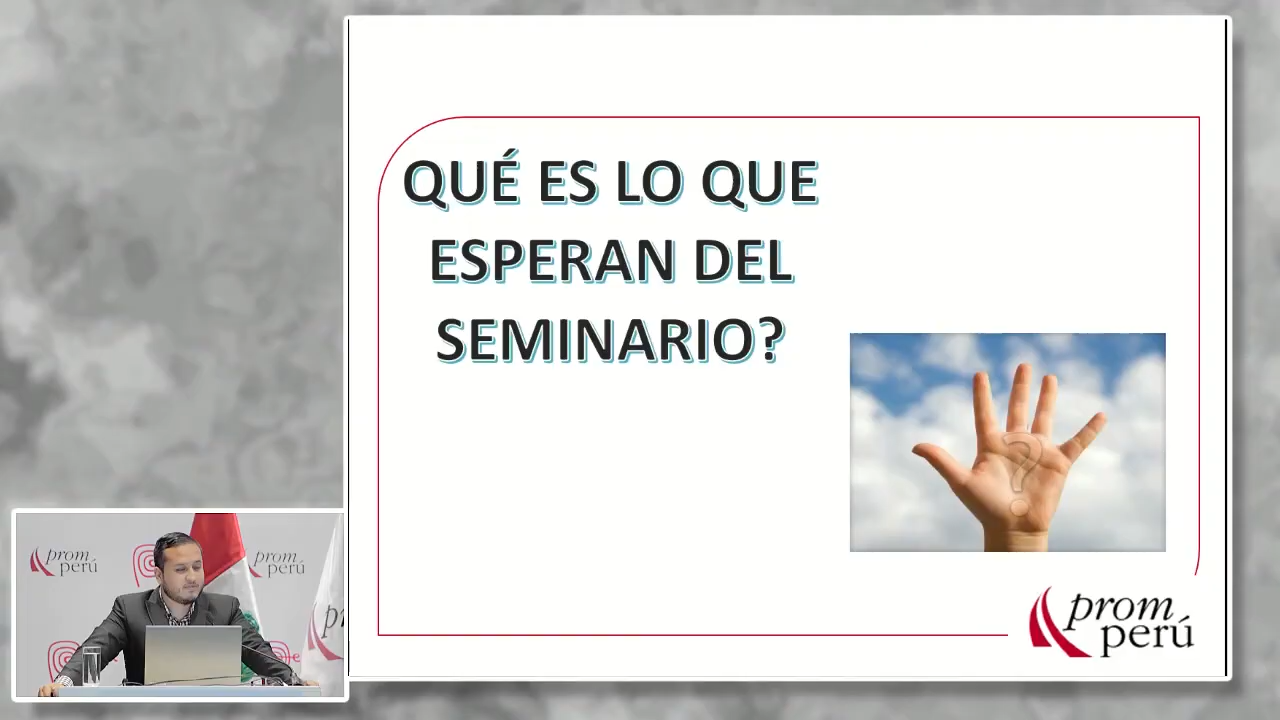 QUÉ ES LO QUE
ESPERAN DEL
SEMINARIO?
?
prom
perú
prom
perú
prom
perú